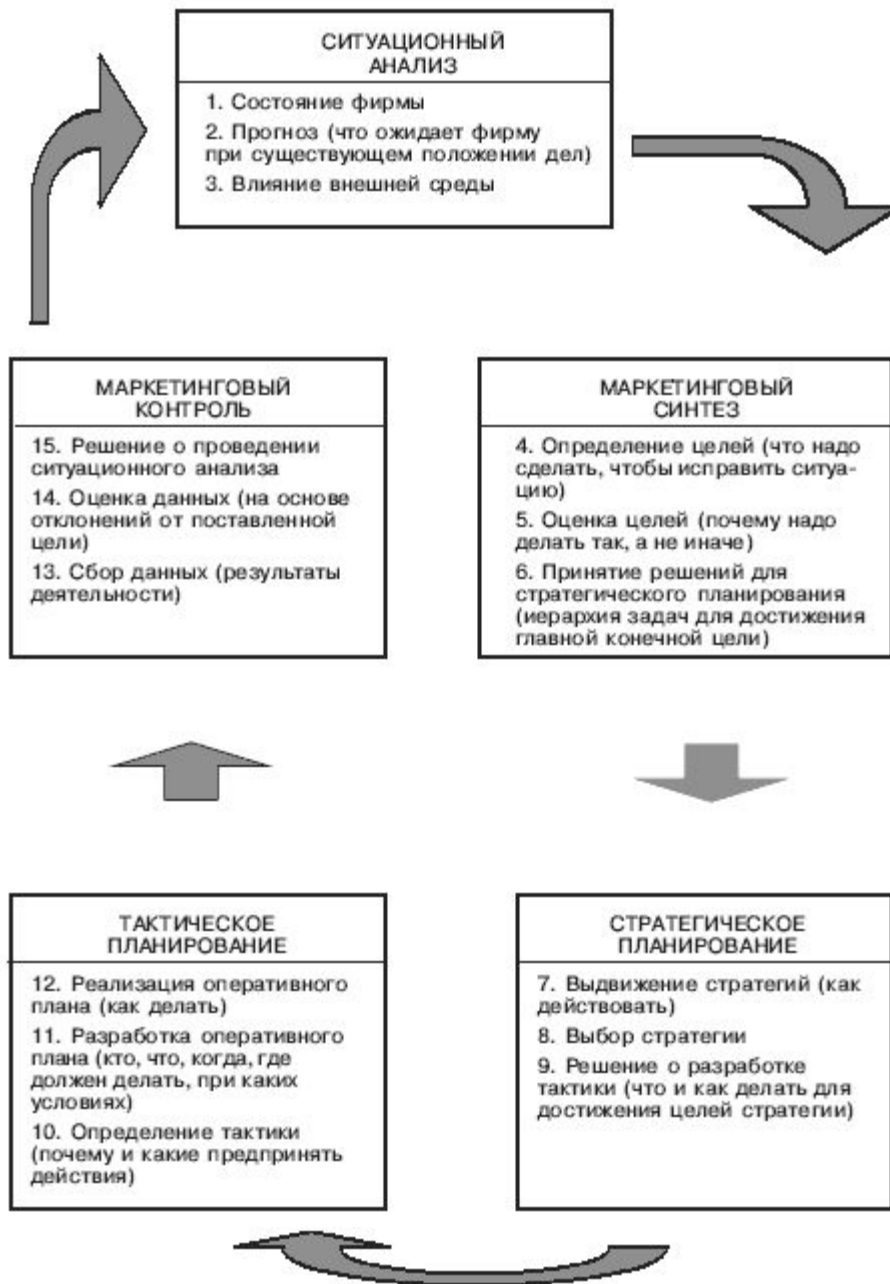 СИТУАЦИОННЫЙ
АНАЛИЗ
1. Состояние фирмы
2. Прогноз (что ожидает фирму
при существующем положении дел)
3. Влияние внешней среды
МАРКЕТИНГОВЫЙ
КОНТРОЛЬ
15. Решение о проведении
ситуационного анализа
14. Оценка данных (на основе
отклонений от поставленной
цели)
13. Сбор данных (результаты
деятельности)
МАРКЕТИНГОВЫЙ
СИНТЕЗ
4. Определение целей (что надо
сделать, чтобы исправить ситуа-
цию)
5. Оценка целей (почему надо
делать так, а не иначе)
6. Принятие решений для
стратегического планирования
(иерархия задач для достижения
главной конечной цели)
ТАКТИЧЕСКОЕ
ПЛАНИРОВАНИЕ
12. Реализация оперативного
плана (как делать)
11. Разработка оперативного
плана (кто, что, когда, где
должен делать, при каких
условиях)
10. Определение тактики
(почему и какие предпринять
действия)
СТРАТЕГИЧЕСКОЕ
ПЛАНИРОВАНИЕ
7. Выдвижение стратегий (как
действовать)
8. Выбор стратегии
9. Решение о разработке
тактики (что и как делать для
достижения целей стратегии)